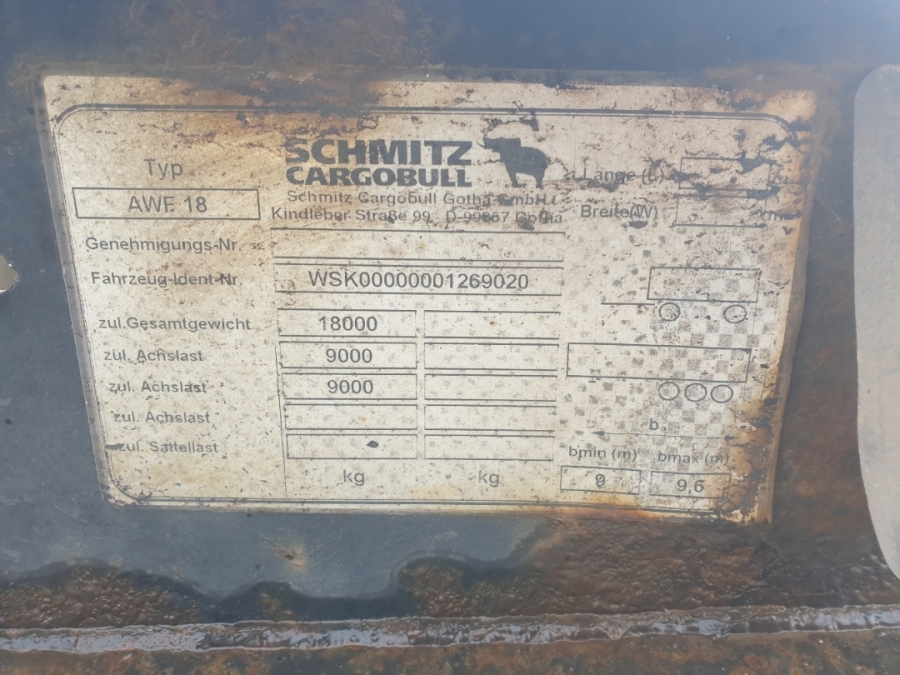 SCHMITZ
CARGOBULL
Schmitz Cargobull Gotha GmbH
Kindleber Straße 99 D-99867 Gotha
Typ
AWF 18
Länge (L)
Breite(W)
Genehmigungs-Nr.
Fahrzeug-Ident-Nr. WSK00000001269020
zul.Gesamtgewicht 18000
zul. Achslast 9000
zul. Achslast 9000
zul. Achslast
zul. Sattellast
kg kg
b
bmin (m) bmax (m)
9 9,6